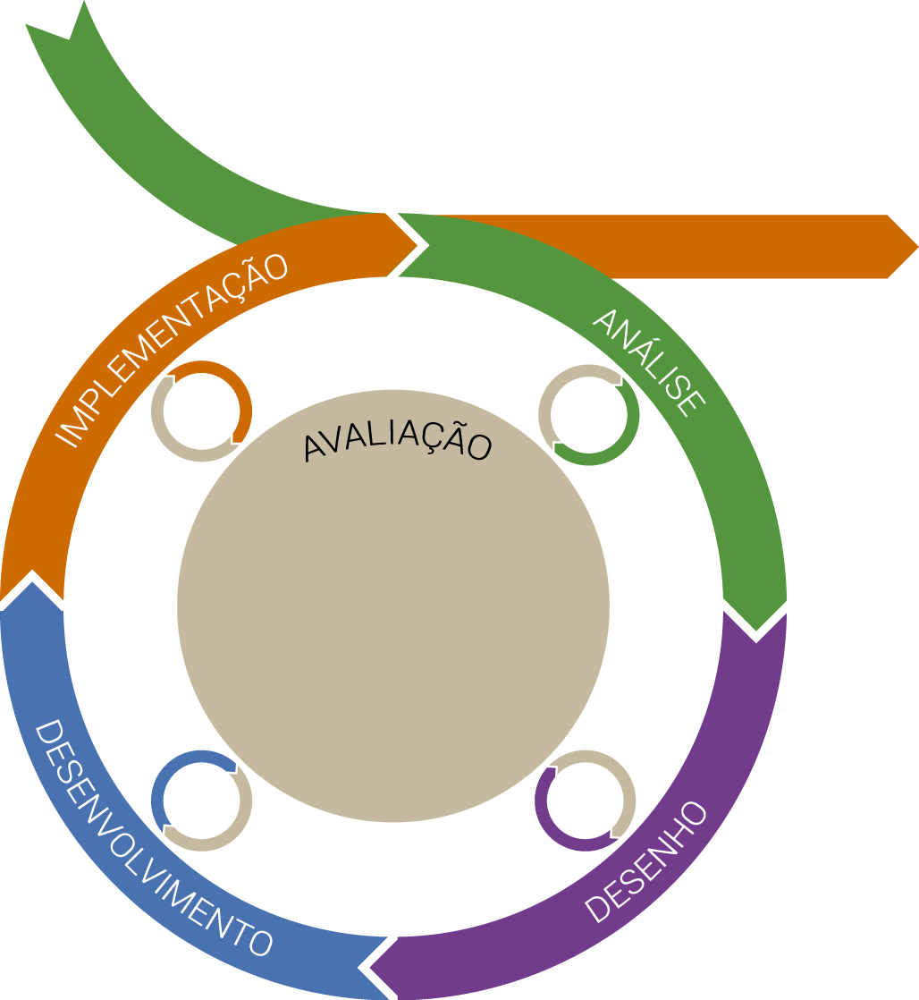 IMPLEMENTAÇÃO
ANÁLISE
AVALIAÇÃO
DESENVOLVIMENTO
DESENHO